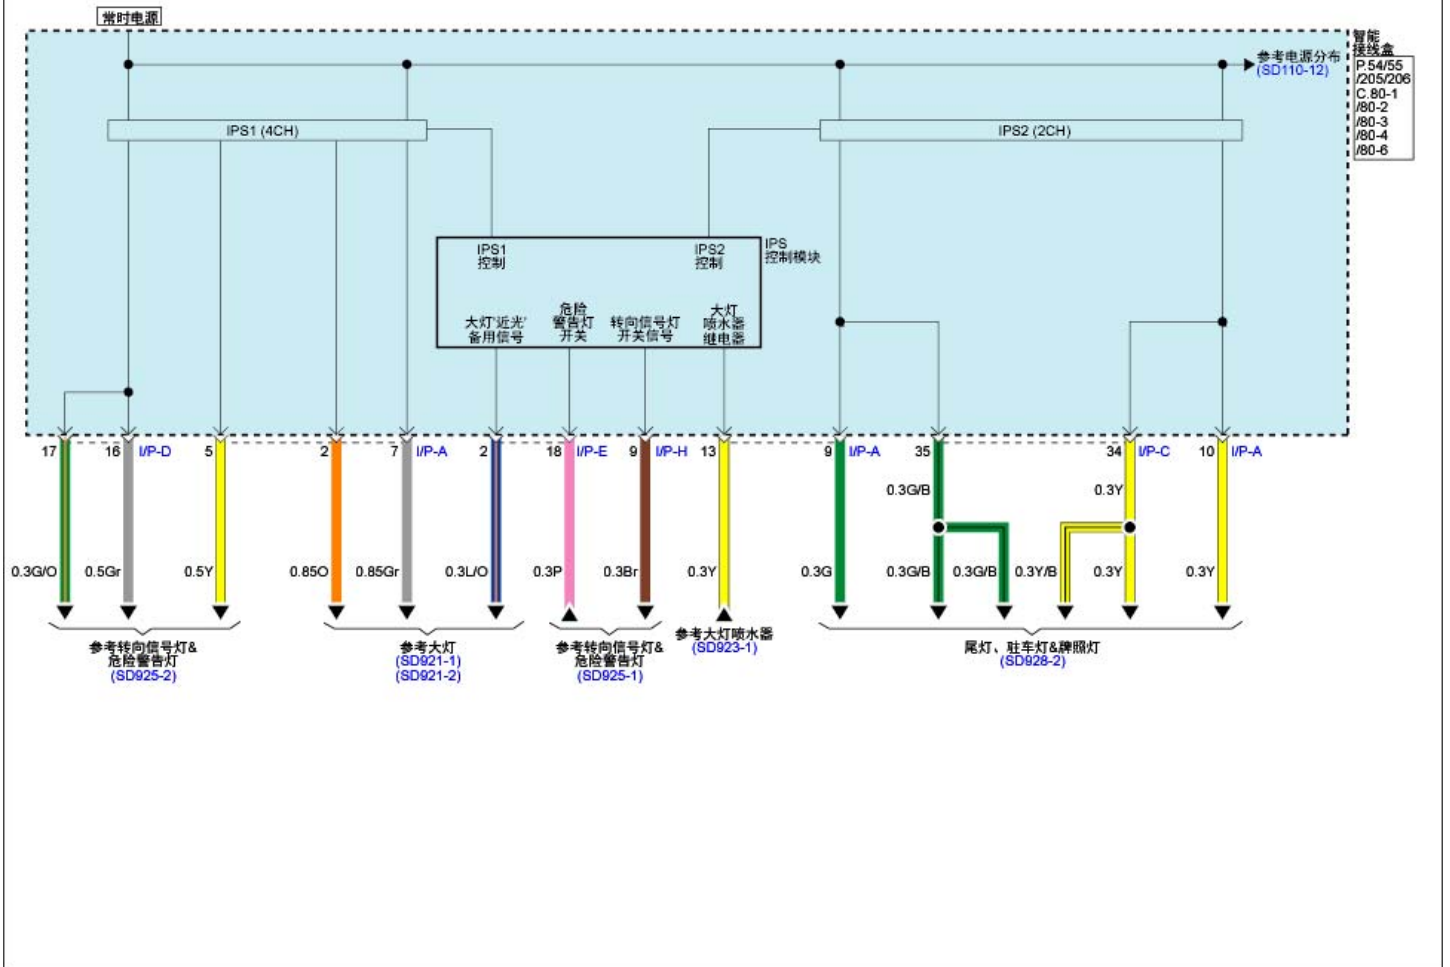 常时电源
智能
接线盒
参考电源分布
(SD110-12)
P.54/55
/205/206
C.80-1
/80-2
/80-3
/80-4
/80-6
IPS1 (4CH)
IPS2 (2CH)
IPS1
控制
IPS2
控制
IPS
控制模块
大灯'近光'
备用信号
危险
警告灯
开关
转向信号灯
开关信号
大灯
喷水器
继电器
17 16 I/P-D 5 2 7 I/P-A 2 18 I/P-E 9 I/P-H 13 9 I/P-A 35 34 I/P-C 10 I/P-A
0.3G/B 0.3Y
0.3G/O 0.5Gr 0.5Y 0.85O 0.85Gr 0.3L/O 0.3P 0.3Br 0.3Y 0.3G 0.3G/B 0.3G/B 0.3Y/B 0.3Y 0.3Y
参考转向信号灯&
危险警告灯
(SD925-2)
参考大灯
(SD921-1)
(SD921-2)
参考转向信号灯&
危险警告灯
(SD925-1)
参考大灯喷水器
(SD923-1)
尾灯、驻车灯&牌照灯
(SD928-2)